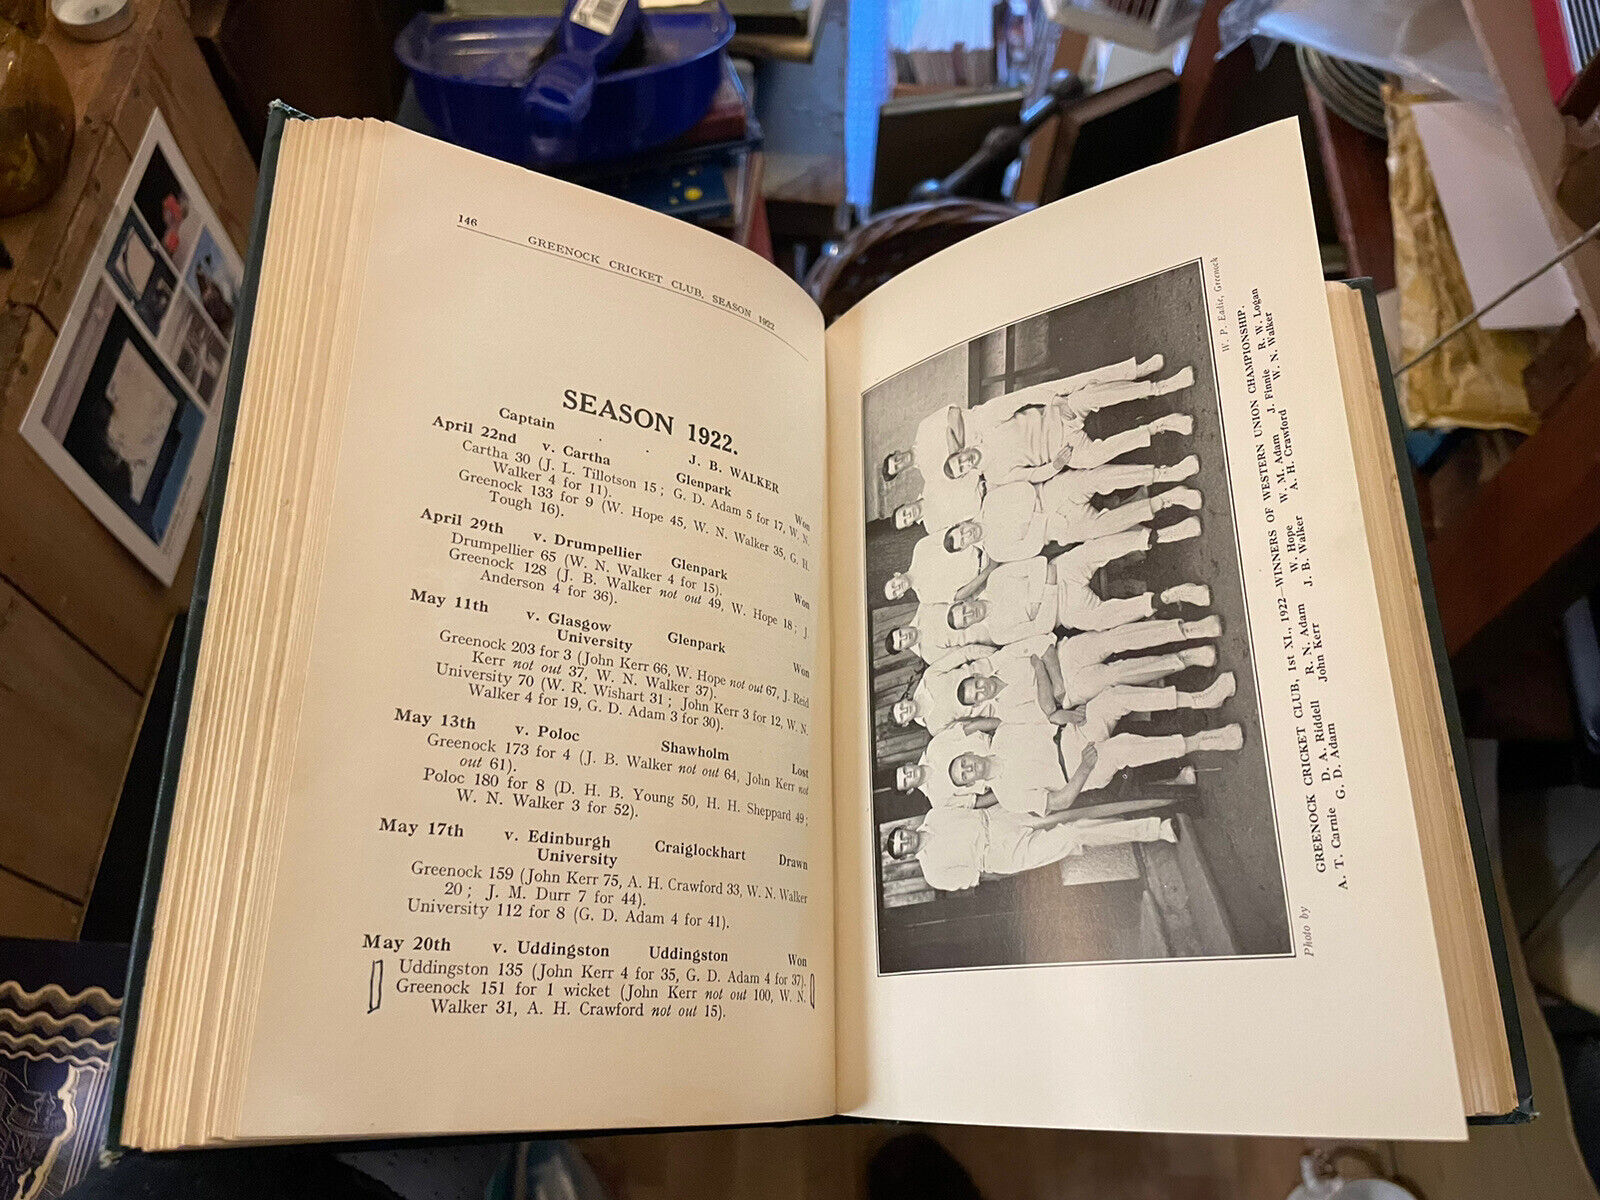 146
GREENOCK CRICKET CLUB, SEASON 1922
SEASON 1922.
Captain . . J. B. WALKER
April 22nd v. Cartha Glenpark Won
Cartha 30 (J. L. Tillotson 15; G. D. Adam 5 for 17, W. N.
Walker 4 for 11).
Greenock 133 for 9 (W. Hope 45, W. N. Walker 35, G. H.
Tough 16).
April 29th v. Drumpellier Glenpark Won
Drumpellier 65 (W. N. Walker 4 for 15).
Greenock 128 (J. B. Walker not out 49, W. Hope 18; J.
Anderson 4 for 36).
May 11th v. Glasgow Glenpark Won
University
Greenock 203 for 3 (John Kerr 66, W. Hope not out 67, J. Reid
Kerr not out 37, W. N. Walker 37).
University 70 (W. R. Wishart 31; John Kerr 3 for 12, W. N.
Walker 4 for 19, G. D. Adam 3 for 30).
May 13th v. Poloc Shawholm Lost
Greenock 173 for 4 (J. B. Walker not out 64, John Kerr not
out 61).
Poloc 180 for 8 (D. H. B. Young 50, H. H. Sheppard 49;
W. N. Walker 3 for 52).
May 17th v. Edinburgh Craiglockhart Drawn
University
Greenock 159 (John Kerr 75, A. H. Crawford 33, W. N. Walker
20; J. M. Durr 7 for 44).
University 112 for 8 (G. D. Adam 4 for 41).
May 20th v. Uddingston Uddingston Won
Uddingston 135 (John Kerr 4 for 35, G. D. Adam 4 for 37).
Greenock 151 for 1 wicket (John Kerr not out 100, W. N.
Walker 31, A. H. Crawford not out 15).
Photo by W. P. Eadie, Greenock
GREENOCK CRICKET CLUB, 1st XI., 1922—WINNERS OF WESTERN UNION CHAMPIONSHIP.
A. T. Carnie D. A. Riddell R. N. Adam W. Hope W. M. Adam J. Finnie R. W. Logan
G. D. Adam John Kerr J. B. Walker A. H. Crawford W. N. Walker